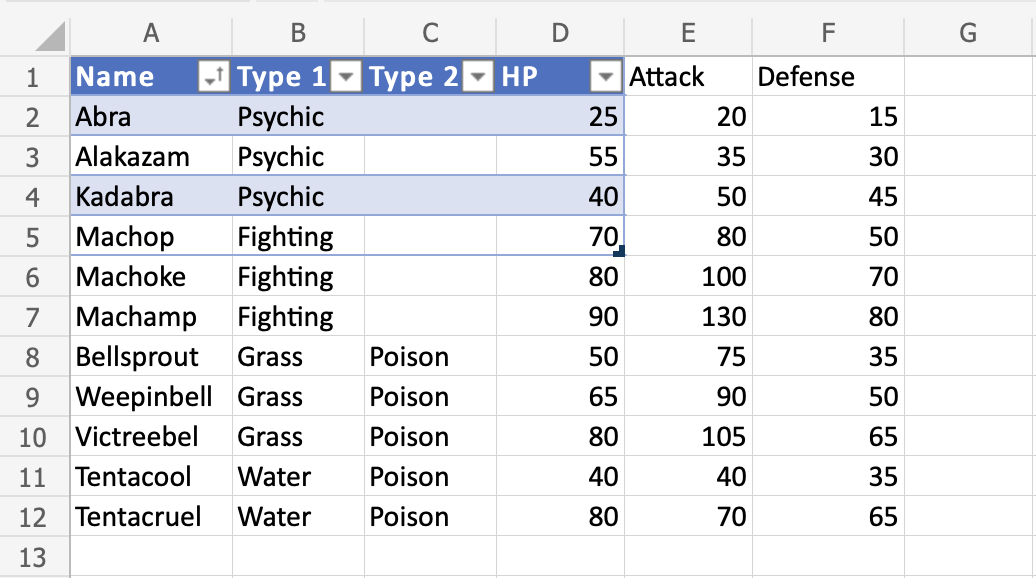 A B C D E F G
1 Name Type 1 Type 2 HP Attack Defense
2 Abra Psychic 25 20 15
3 Alakazam Psychic 55 35 30
4 Kadabra Psychic 40 50 45
5 Machop Fighting 70 80 50
6 Machoke Fighting 80 100 70
7 Machamp Fighting 90 130 80
8 Bellsprout Grass Poison 50 75 35
9 Weepinbell Grass Poison 65 90 50
10 Victreebel Grass Poison 80 105 65
11 Tentacool Water Poison 40 40 35
12 Tentacruel Water Poison 80 70 65
13